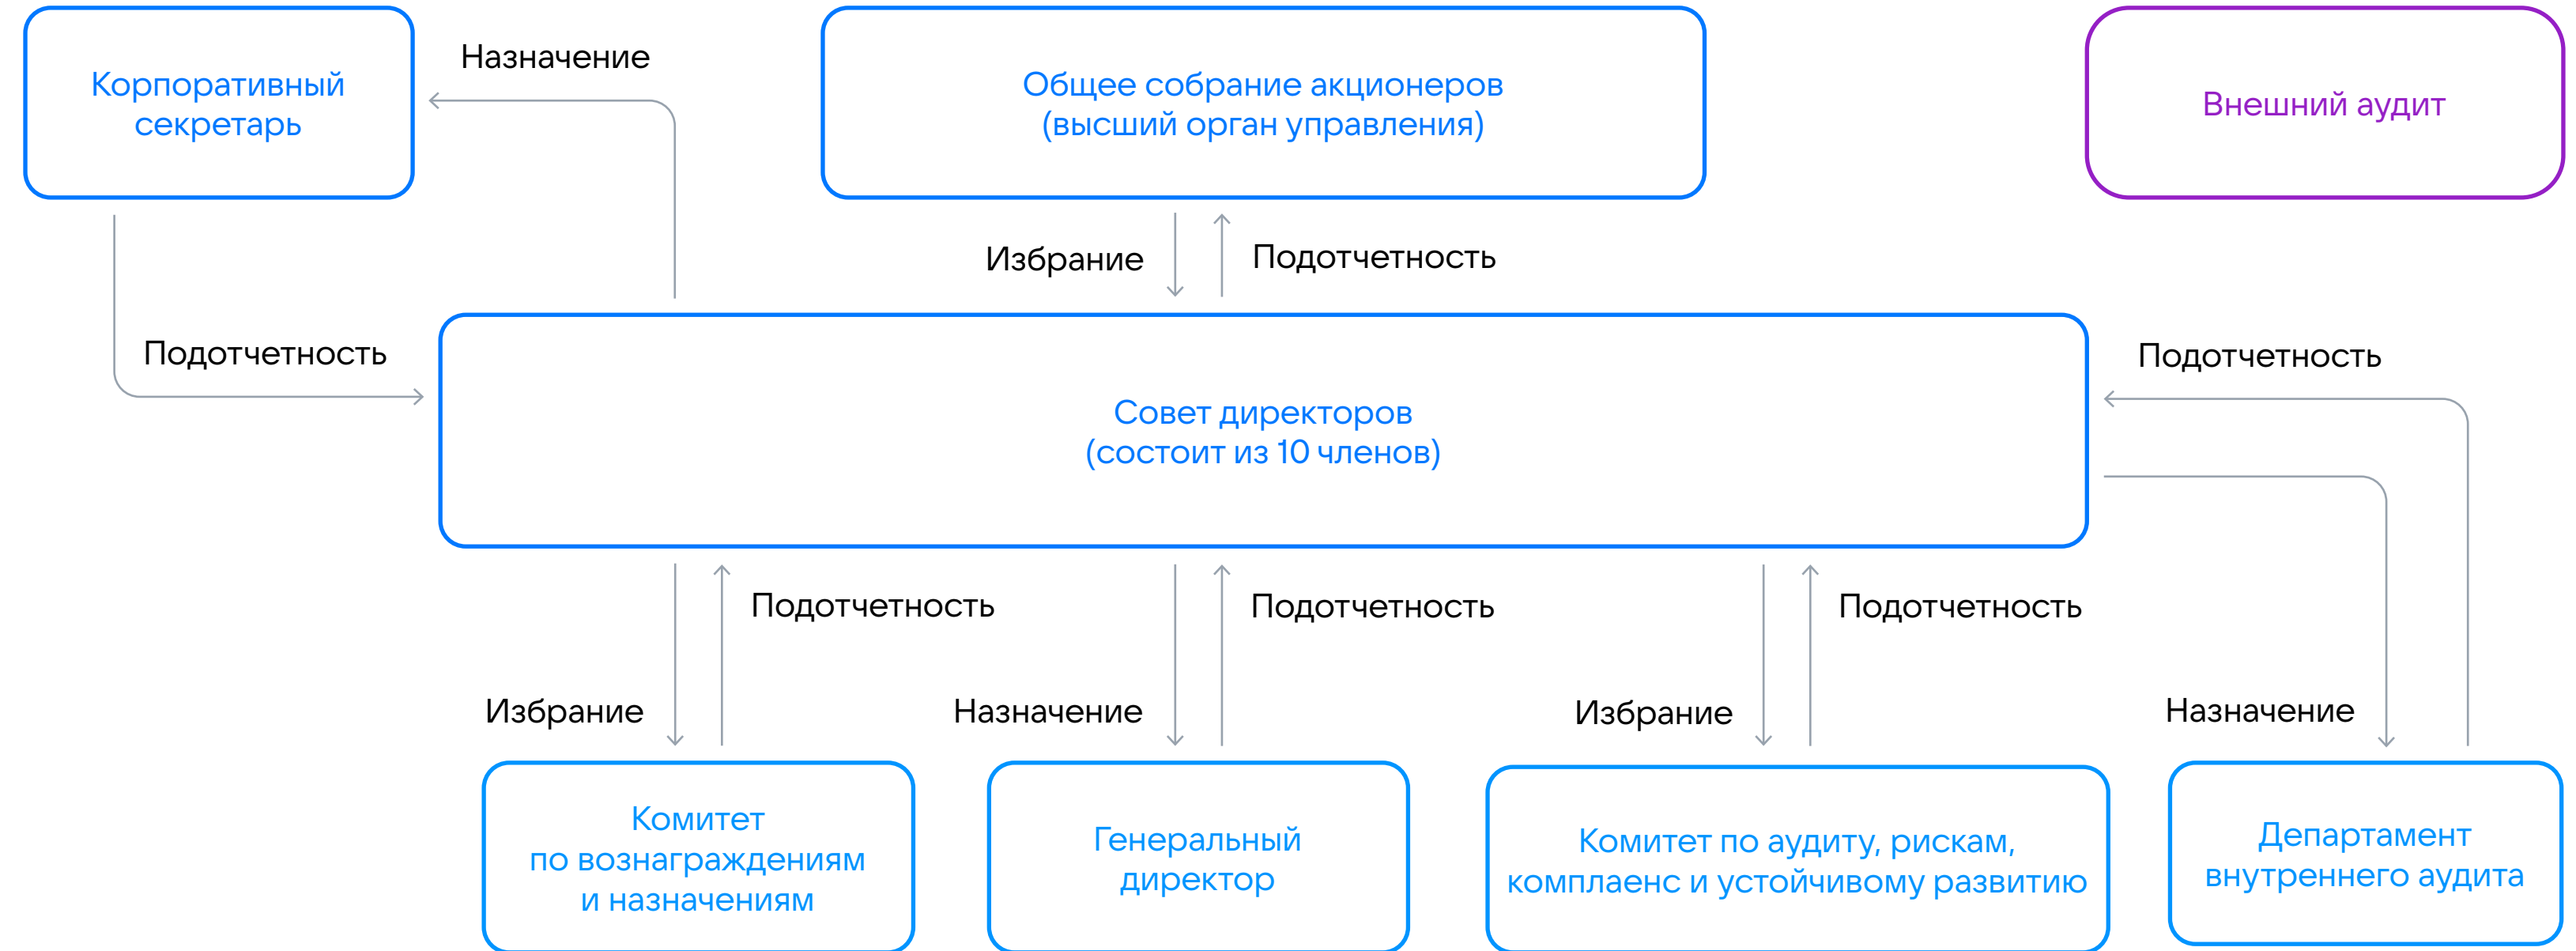 Корпоративный
секретарь
Назначение
Общее собрание акционеров
(высший орган управления)
Внешний аудит
Избрание
Подотчетность
Подотчетность
Подотчетность
Совет директоров
(состоит из 10 членов)
Подотчетность
Подотчетность
Подотчетность
Избрание
Назначение
Избрание
Назначение
Комитет
по вознаграждениям
и назначениям
Генеральный
директор
Комитет по аудиту, рискам,
комплаенс и устойчивому развитию
Департамент
внутреннего аудита